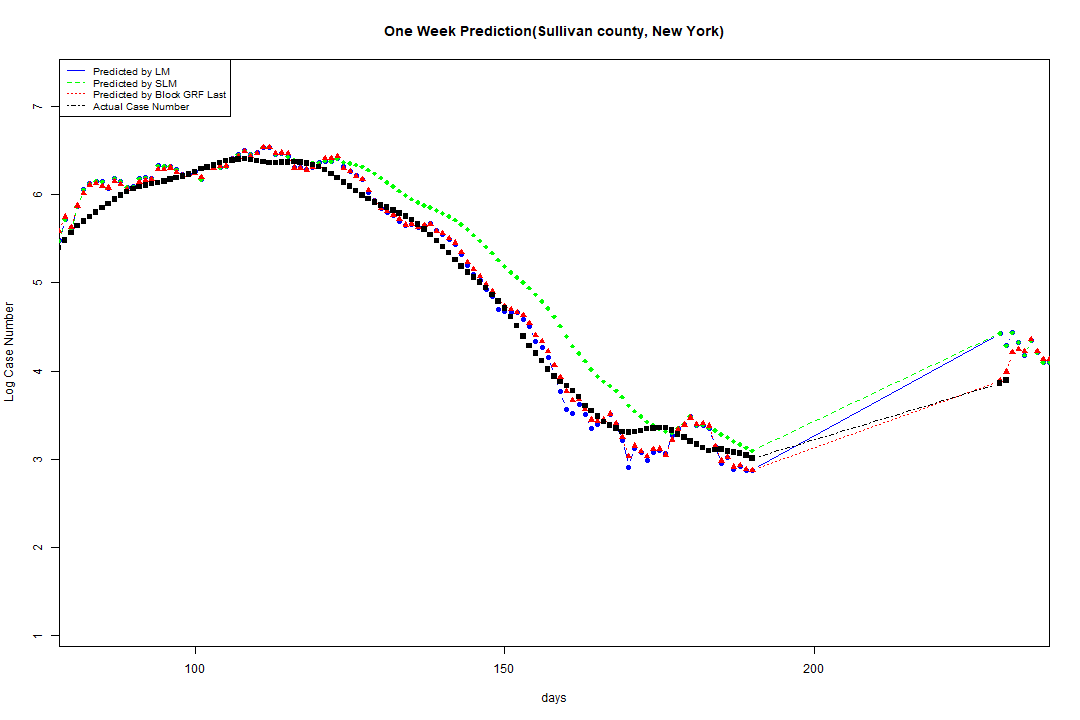 One Week Prediction(Sullivan county, New York)
Predicted by LM
Predicted by SLM
Predicted by Block GRF Last
Actual Case Number
7
6
5
4
3
2
1
Log Case Number
100
150
200
days